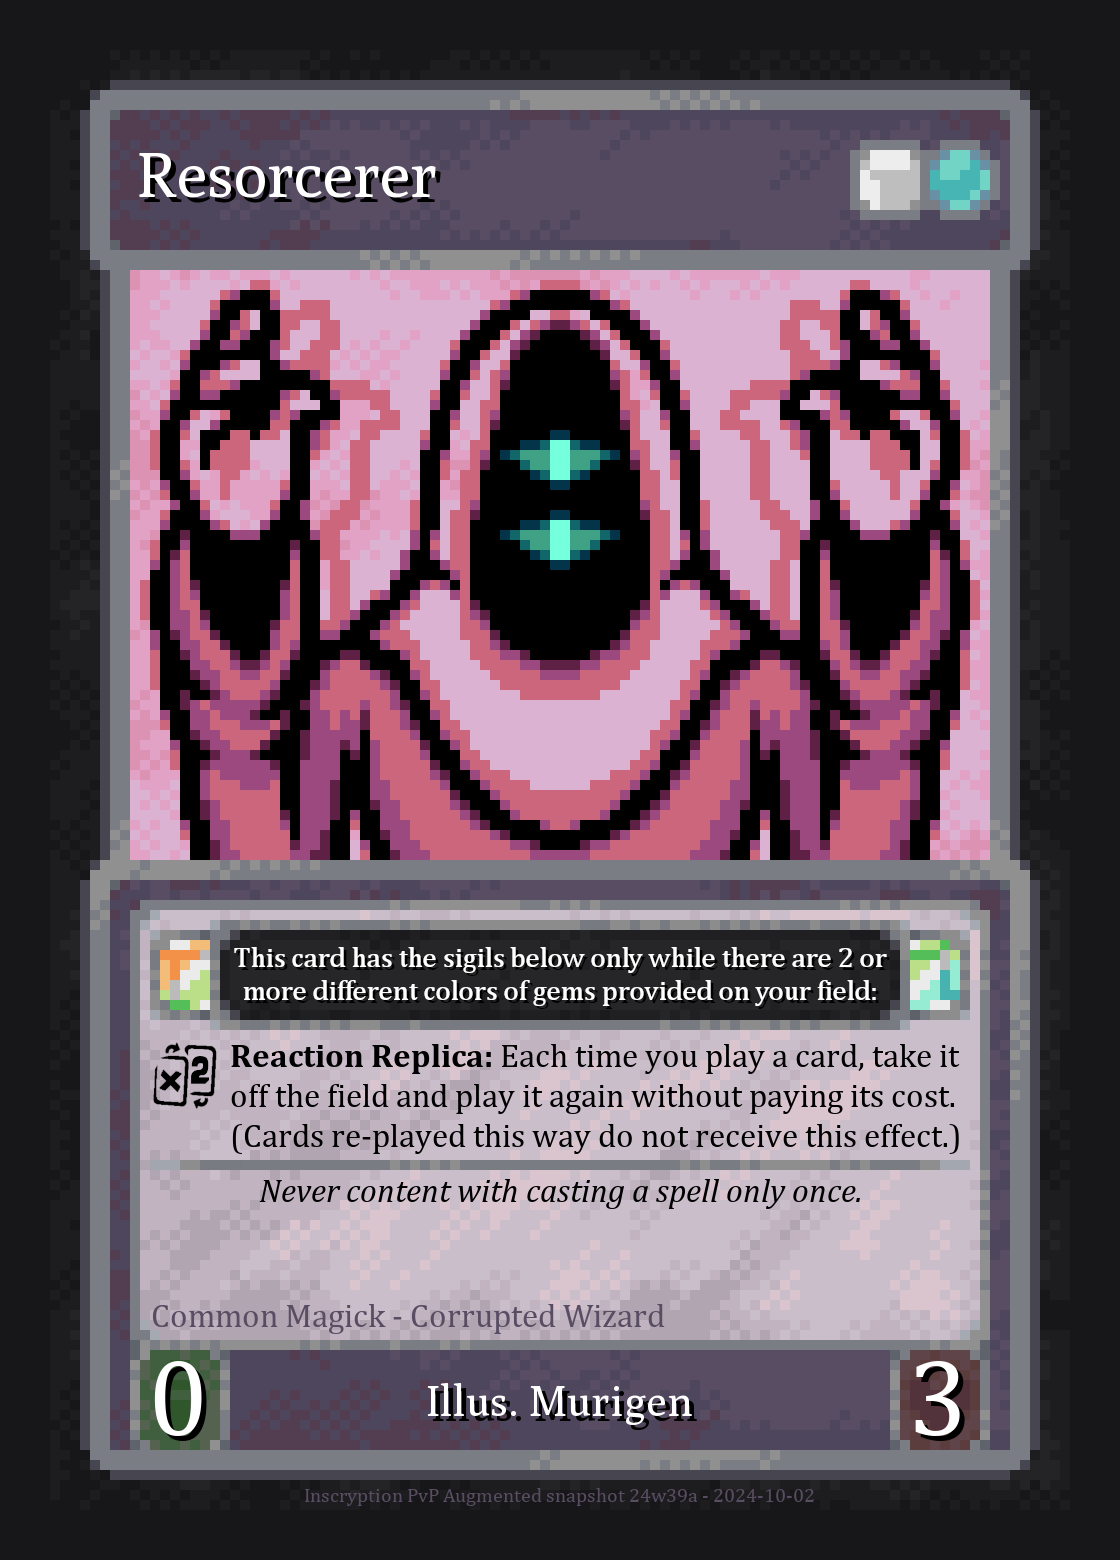 Resorcerer
This card has the sigils below only while there are 2 or
more different colors of gems provided on your field:
x2
Reaction Replica: Each time you play a card, take it
off the field and play it again without paying its cost.
(Cards re-played this way do not receive this effect.)
Never content with casting a spell only once.
Common Magick - Corrupted Wizard
0
Illus. Murigen
3
Inscryption PvP Augmented snapshot 24w39a - 2024-10-02